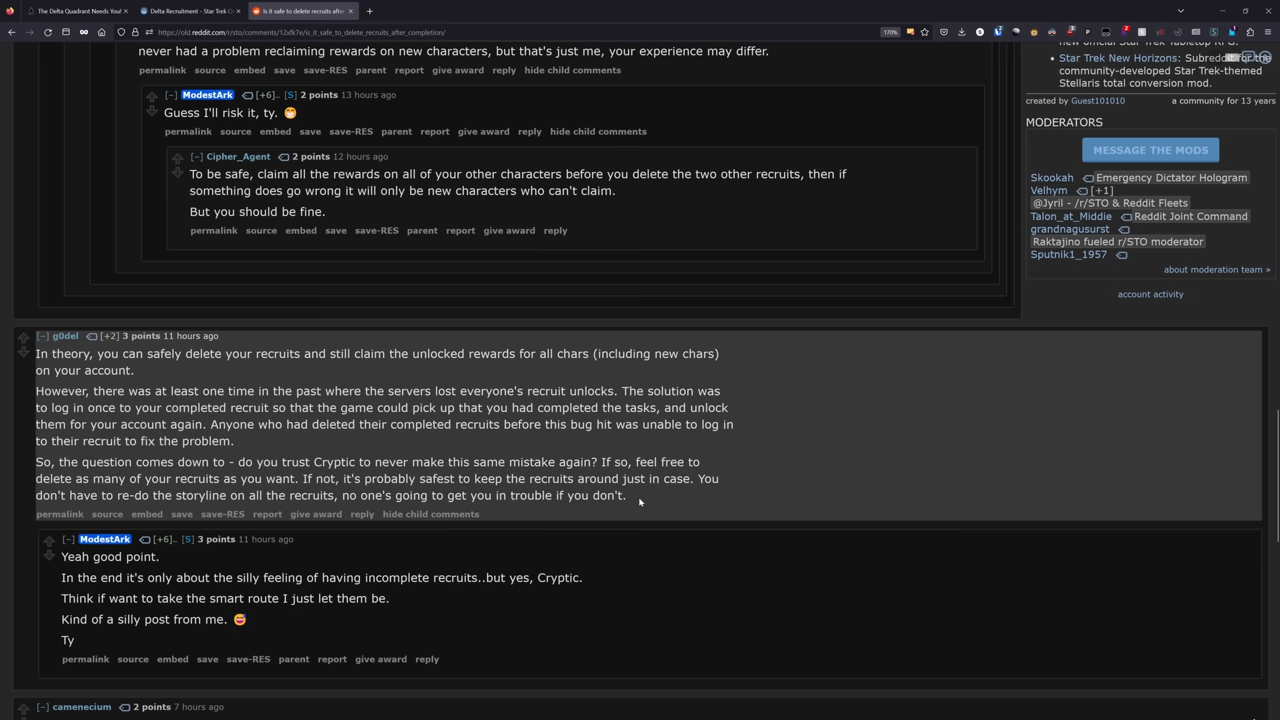 The Delta Quadrant Needs You!
Delta Recruitment - Star Trek O
Is it safe to delete recruits afte
https://old.reddit.com/r/sto/comments/12xfk7e/is_it_safe_to_delete_recruits_after_completion/
170%
never had a problem reclaiming rewards on new characters, but that's just me, your experience may differ.
permalink source embed save save-RES parent report give award reply hide child comments
[–] ModestArk [+6].. [S] 2 points 13 hours ago
Guess I'll risk it, ty. 😁
permalink source embed save save-RES parent report give award reply hide child comments
[–] Cipher_Agent 2 points 12 hours ago
To be safe, claim all the rewards on all of your other characters before you delete the two other recruits, then if
something does go wrong it will only be new characters who can't claim.
But you should be fine.
permalink source embed save save-RES parent report give award reply
[–] g0del [+2] 3 points 11 hours ago
In theory, you can safely delete your recruits and still claim the unlocked rewards for all chars (including new chars)
on your account.
However, there was at least one time in the past where the servers lost everyone's recruit unlocks. The solution was
to log in once to your completed recruit so that the game could pick up that you had completed the tasks, and unlock
them for your account again. Anyone who had deleted their completed recruits before this bug hit was unable to log in
to their recruit to fix the problem.
So, the question comes down to - do you trust Cryptic to never make this same mistake again? If so, feel free to
delete as many of your recruits as you want. If not, it's probably safest to keep the recruits around just in case. You
don't have to re-do the storyline on all the recruits, no one's going to get you in trouble if you don't.
permalink source embed save save-RES report give award reply hide child comments
[–] ModestArk [+6].. [S] 3 points 11 hours ago
Yeah good point.
In the end it's only about the silly feeling of having incomplete recruits..but yes, Cryptic.
Think if want to take the smart route I just let them be.
Kind of a silly post from me. 😅
Ty
permalink source embed save save-RES parent report give award reply
[–] camenecium 2 points 7 hours ago
Star Trek New Horizons: Subreddit for the
community-developed Star Trek-themed
Stellaris total conversion mod.
created by Guest101010 a community for 13 years
MODERATORS
MESSAGE THE MODS
Skookah Emergency Dictator Hologram
Velhym [+1]
@Jyril - /r/STO & Reddit Fleets
Talon_at_Middie Reddit Joint Command
grandnagusurst
Raktajino fueled r/STO moderator
Sputnik1_1957
about moderation team »
account activity